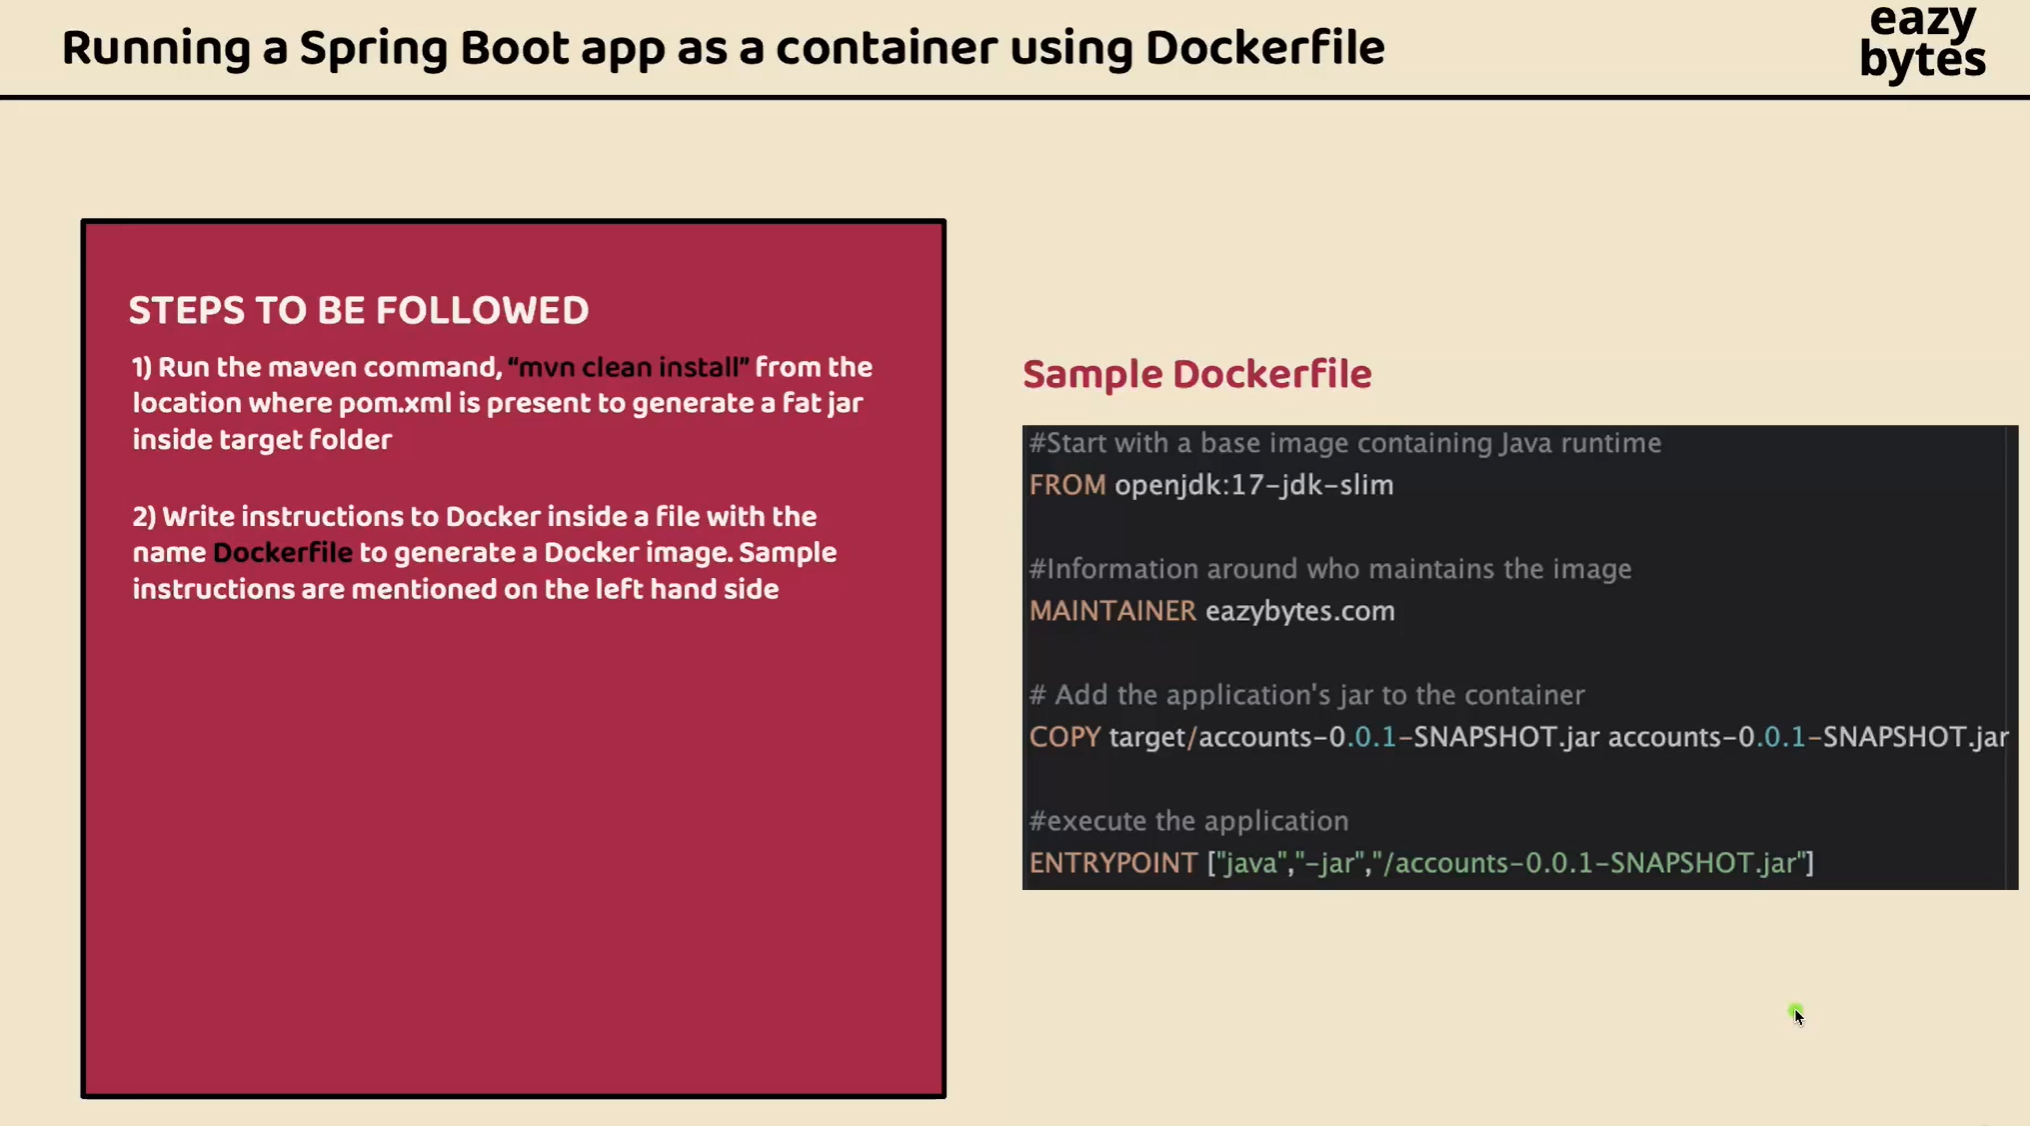 Running a Spring Boot app as a container using Dockerfile
eazy
bytes
STEPS TO BE FOLLOWED
1) Run the maven command, “mvn clean install” from the
location where pom.xml is present to generate a fat jar
inside target folder
2) Write instructions to Docker inside a file with the
name Dockerfile to generate a Docker image. Sample
instructions are mentioned on the left hand side
Sample Dockerfile
#Start with a base image containing Java runtime
FROM openjdk:17-jdk-slim
#Information around who maintains the image
MAINTAINER eazybytes.com
# Add the application's jar to the container
COPY target/accounts-0.0.1-SNAPSHOT.jar accounts-0.0.1-SNAPSHOT.jar
#execute the application
ENTRYPOINT ["java","-jar","/accounts-0.0.1-SNAPSHOT.jar"]